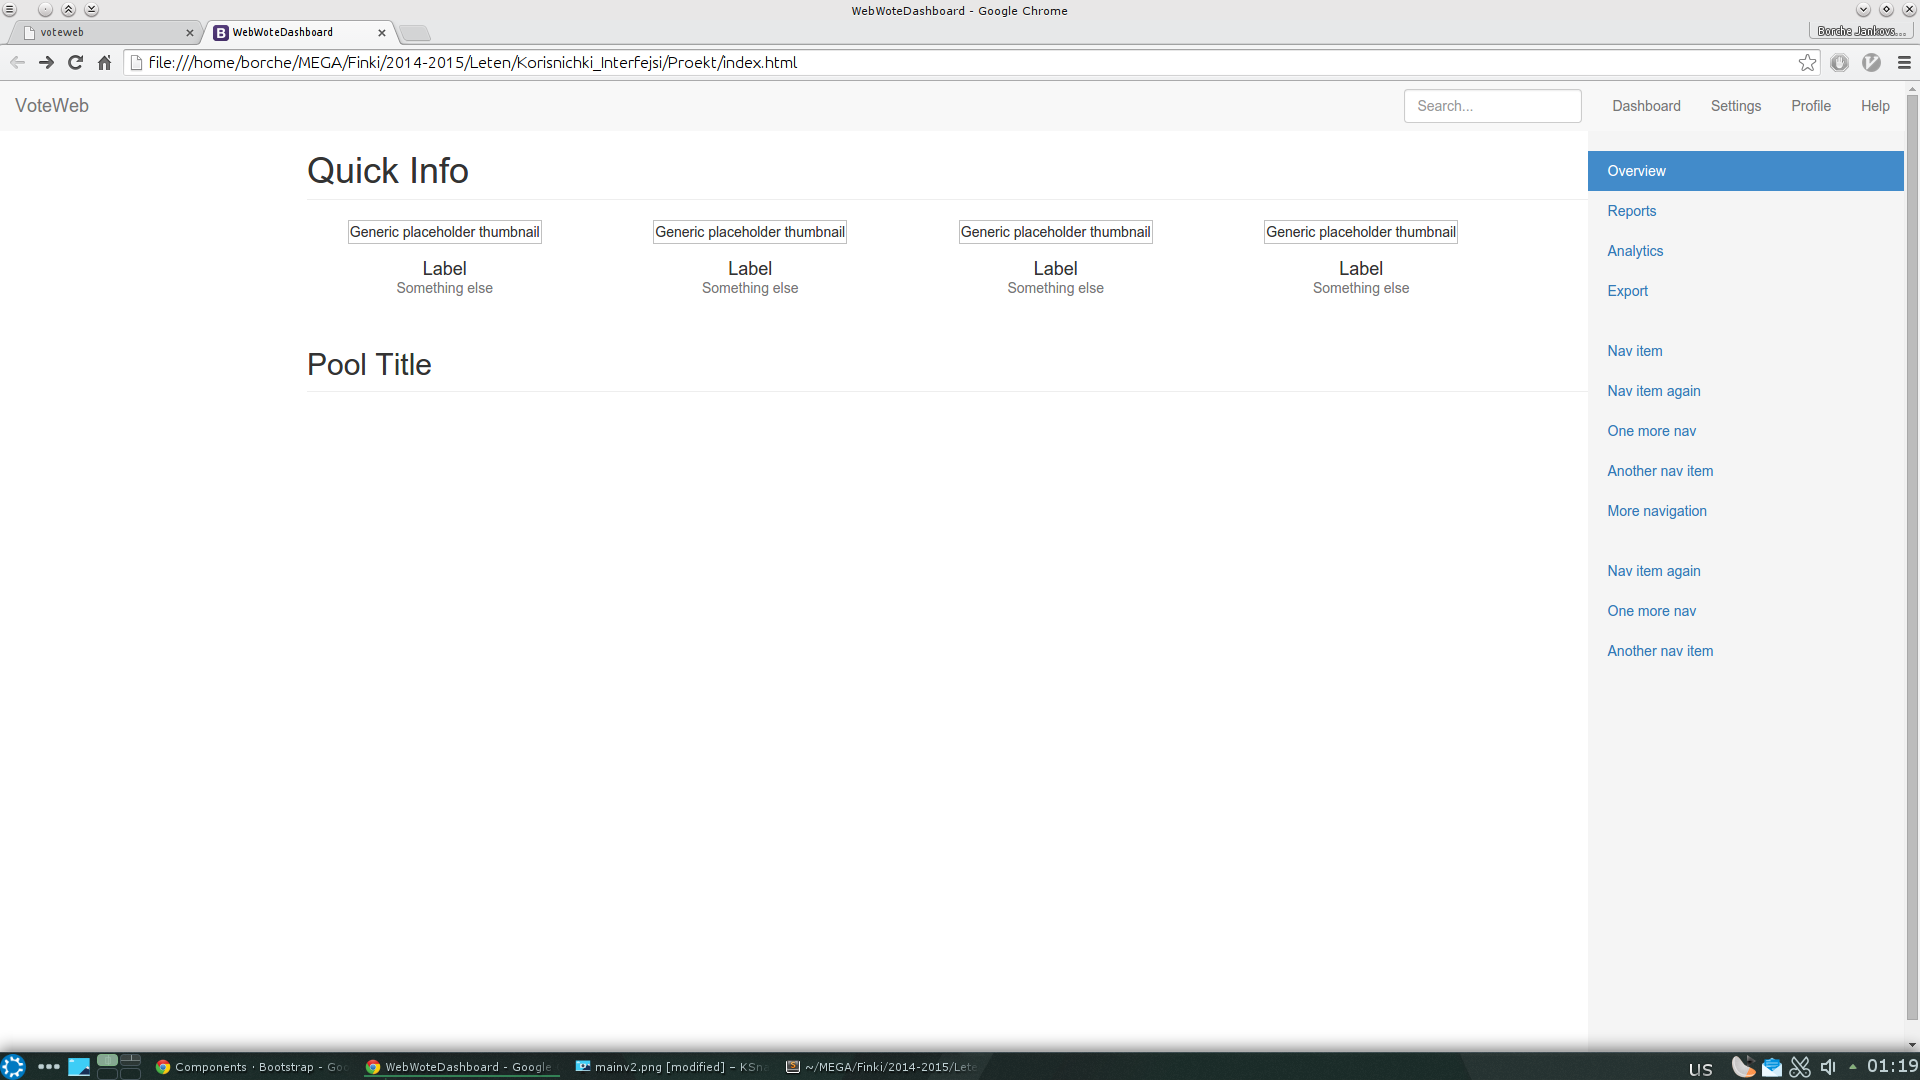 WebWoteDashboard - Google Chrome
voteweb
WebWoteDashboard
Borche Jankovs...
file:///home/borche/MEGA/Finki/2014-2015/Leten/Korisnichki_Interfejsi/Proekt/index.html
VoteWeb
Search...
Dashboard
Settings
Profile
Help
Quick Info
Generic placeholder thumbnail
Generic placeholder thumbnail
Generic placeholder thumbnail
Generic placeholder thumbnail
Label
Label
Label
Label
Something else
Something else
Something else
Something else
Pool Title
Overview
Reports
Analytics
Export
Nav item
Nav item again
One more nav
Another nav item
More navigation
Nav item again
One more nav
Another nav item
Components · Bootstrap - Go
WebWoteDashboard - Google
mainv2.png [modified] – KSna
~/MEGA/Finki/2014-2015/Lete
us
01:19